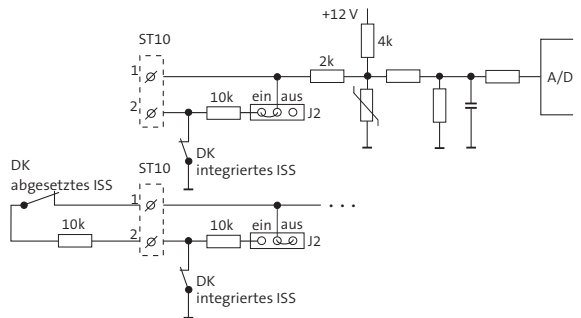 +12 V
ST10
4k
2k
1
A/D
10k
ein aus
2
J2
DK
integriertes ISS
DK
abgesetztes ISS
ST10
1
10k
ein aus
10k
2
J2
DK
integriertes ISS